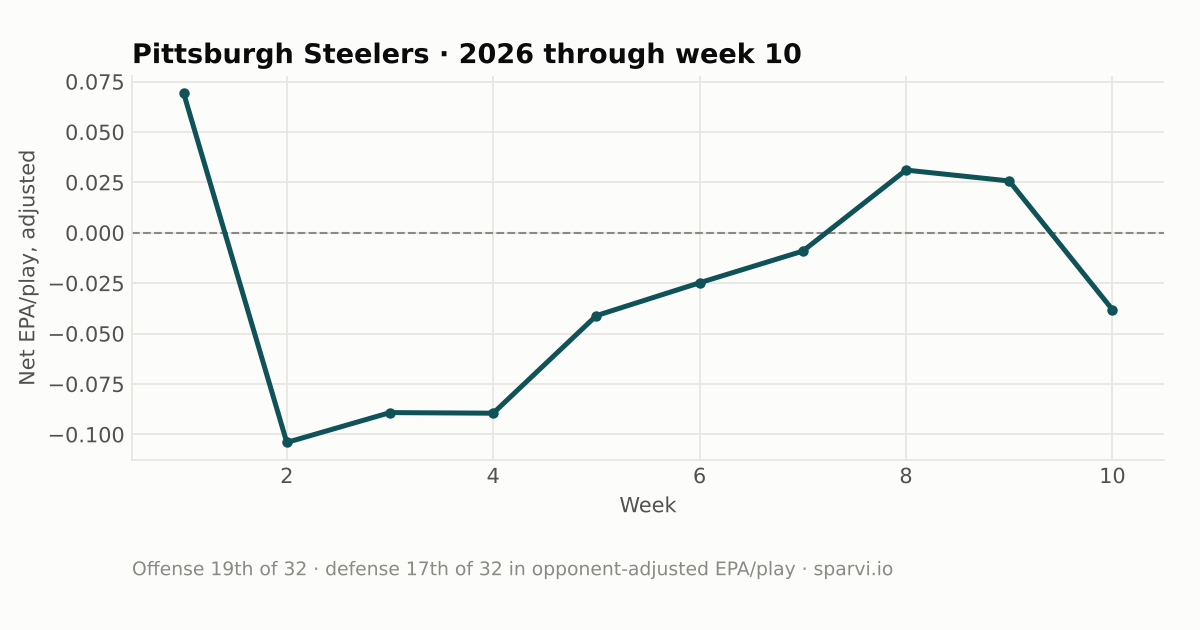 Pittsburgh Steelers · 2026 through week 10
Net EPA/play, adjusted
0.075
0.050
0.025
0.000
−0.025
−0.050
−0.075
−0.100
2 4 6 8 10
Week
Offense 19th of 32 · defense 17th of 32 in opponent-adjusted EPA/play · sparvi.io